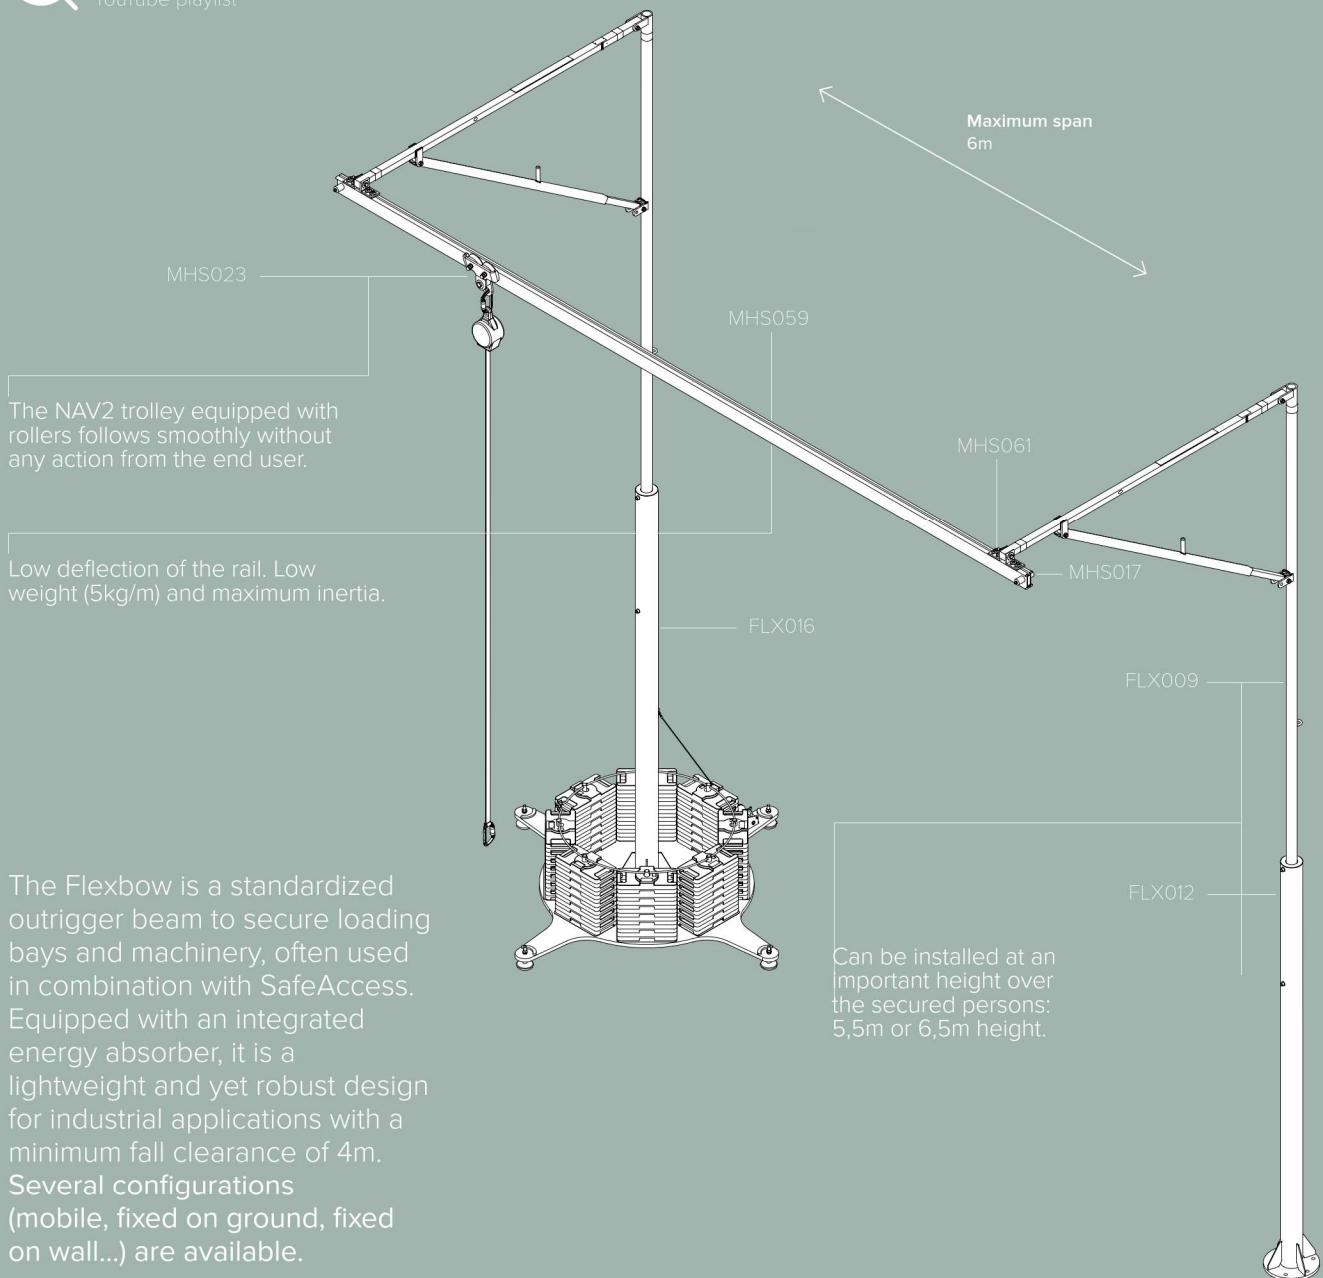 YouTube playlist
Maximum span
6m
MHS023
MHS059
The NAV2 trolley equipped with
rollers follows smoothly without
any action from the end user.
MHS061
Low deflection of the rail. Low
weight (5kg/m) and maximum inertia.
MHS017
FLX016
FLX009
FLX012
The Flexbow is a standardized
outrigger beam to secure loading
bays and machinery, often used
in combination with SafeAccess.
Equipped with an integrated
energy absorber, it is a
lightweight and yet robust design
for industrial applications with a
minimum fall clearance of 4m.
Several configurations
(mobile, fixed on ground, fixed
on wall...) are available.
Can be installed at an
important height over
the secured persons:
5,5m or 6,5m height.